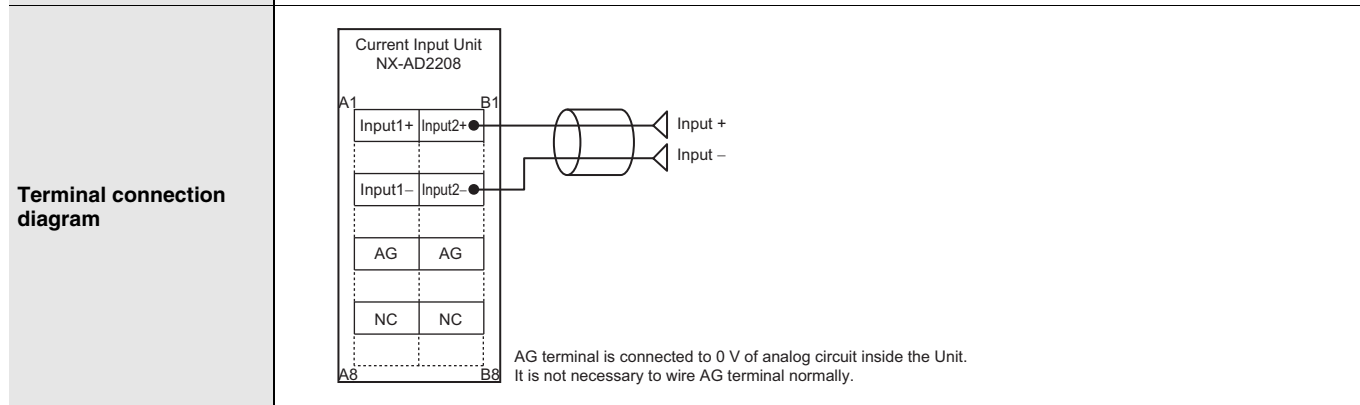 Terminal connection
diagram
Current Input Unit
NX-AD2208
A1 B1
Input1+ Input2+ Input +
Input –
Input1– Input2–
AG AG
NC NC
A8 B8
AG terminal is connected to 0 V of analog circuit inside the Unit.
It is not necessary to wire AG terminal normally.